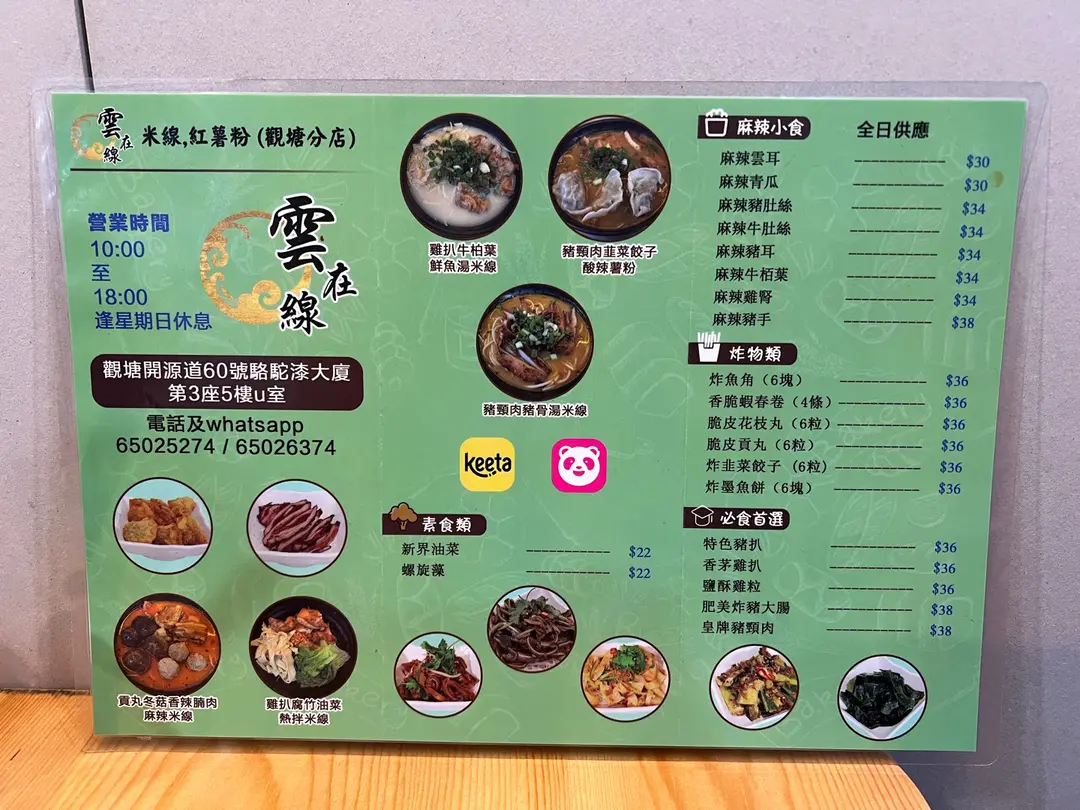 雲在線
米線,紅薯粉 (觀塘分店)
營業時間
10:00
至
18:00
逢星期日休息
雲在線
觀塘開源道60號駱駝漆大廈
第3座5樓u室
電話及whatsapp
65025274 / 65026374
貢丸冬菇香辣腩肉
麻辣米線
雞扒腐竹油菜
熱拌米線
雞扒牛柏葉
鮮魚湯米線
豬頸肉韮菜餃子
酸辣薯粉
豬頸肉豬骨湯米線
keeta
素食類
新界油菜 $22
螺旋藻 $22
麻辣小食 全日供應
麻辣雲耳 $30
麻辣青瓜 $30
麻辣豬肚絲 $34
麻辣牛肚絲 $34
麻辣豬耳 $34
麻辣牛栢葉 $34
麻辣雞腎 $34
麻辣豬手 $38
炸物類
炸魚角（6塊） $36
香脆蝦春卷（4條） $36
脆皮花枝丸（6粒） $36
脆皮貢丸（6粒） $36
炸韮菜餃子（6粒） $36
炸墨魚餅（6塊） $36
必食首選
特色豬扒 $36
香茅雞扒 $36
鹽酥雞粒 $36
肥美炸豬大腸 $38
皇牌豬頸肉 $38